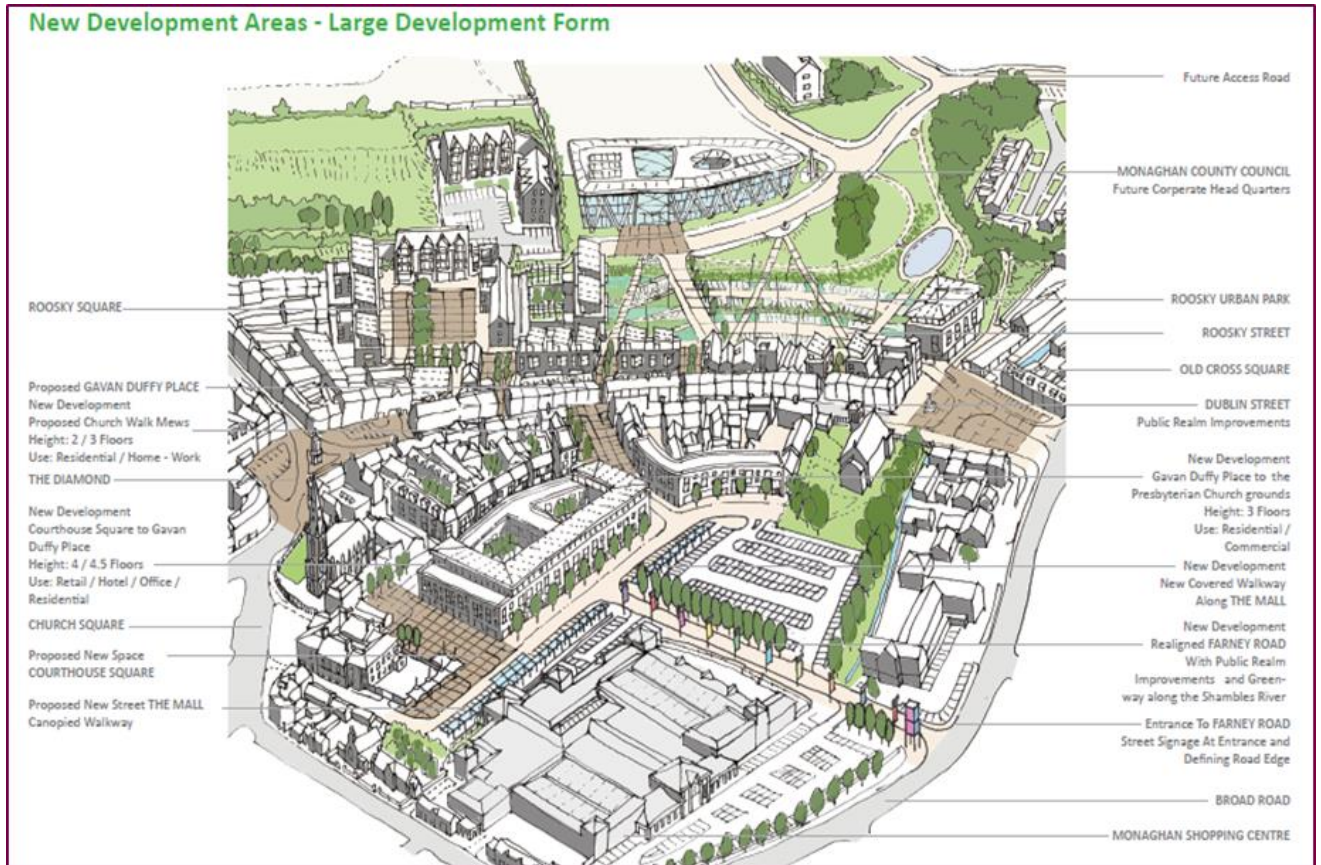 New Development Areas - Large Development Form
ROOSKY SQUARE
Proposed GAVAN DUFFY PLACE
New Development
Proposed Church Walk Mews
Height: 2 / 3 Floors
Use: Residential / Home - Work
THE DIAMOND
New Development
Courthouse Square to Gavan
Duffy Place
Height: 4 / 4.5 Floors
Use: Retail / Hotel / Office /
Residential
CHURCH SQUARE
Proposed New Space
COURTHOUSE SQUARE
Proposed New Street THE MALL
Canopied Walkway
Future Access Road
MONAGHAN COUNTY COUNCIL
Future Corperate Head Quarters
ROOSKY URBAN PARK
ROOSKY STREET
OLD CROSS SQUARE
DUBLIN STREET
Public Realm Improvements
New Development
Gavan Duffy Place to the
Presbyterian Church grounds
Height: 3 Floors
Use: Residential /
Commercial
New Development
New Covered Walkway
Along THE MALL
New Development
Realigned FARNEY ROAD
With Public Realm
Improvements and Green-
way along the Shambles River
Entrance To FARNEY ROAD
Street Signage At Entrance and
Defining Road Edge
BROAD ROAD
MONAGHAN SHOPPING CENTRE